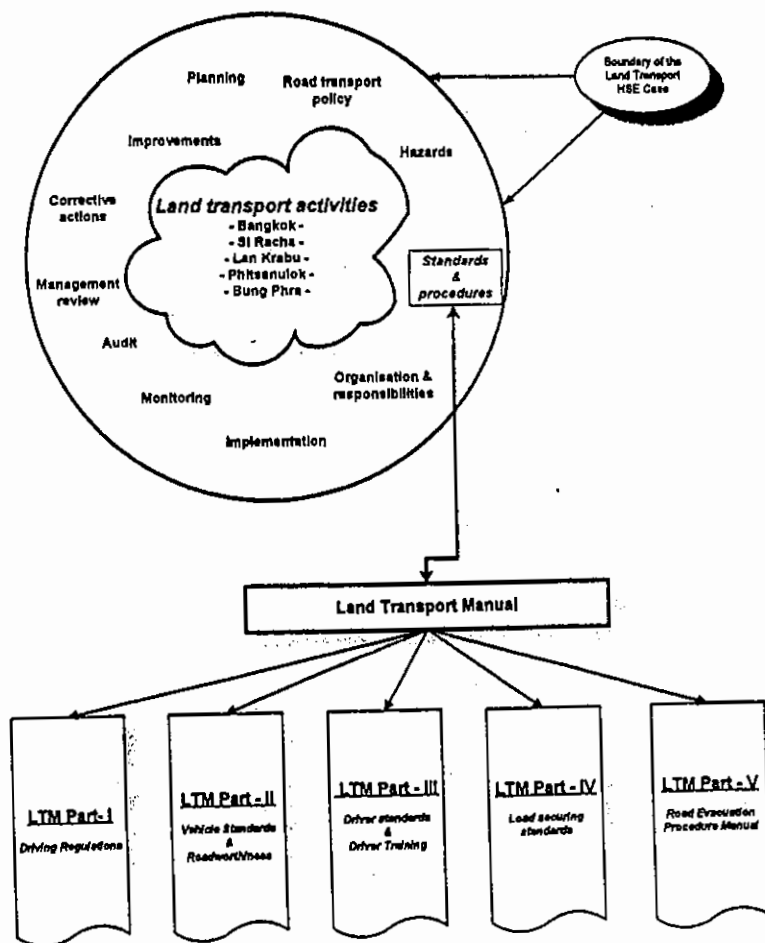 Boundary of the
Land Transport
HSE Case
Planning
Road transport
policy
Improvements
Hazards
Corrective
actions
Land transport activities
- Bangkok -
- Si Racha -
- Lan Krabu -
- Phitsanulok -
- Bung Phra -
Standards
&
procedures
Management
review
Audit
Organisation &
responsibilities
Monitoring
Implementation
Land Transport Manual
LTM Part- I
Driving Regulations
LTM Part - II
Vehicle Standards
&
Roadworthness
LTM Part - III
Driver standards
&
Driver Training
LTM Part - IV
Load securing
standards
LTM Part - V
Road Evacuation
Procedure Manual